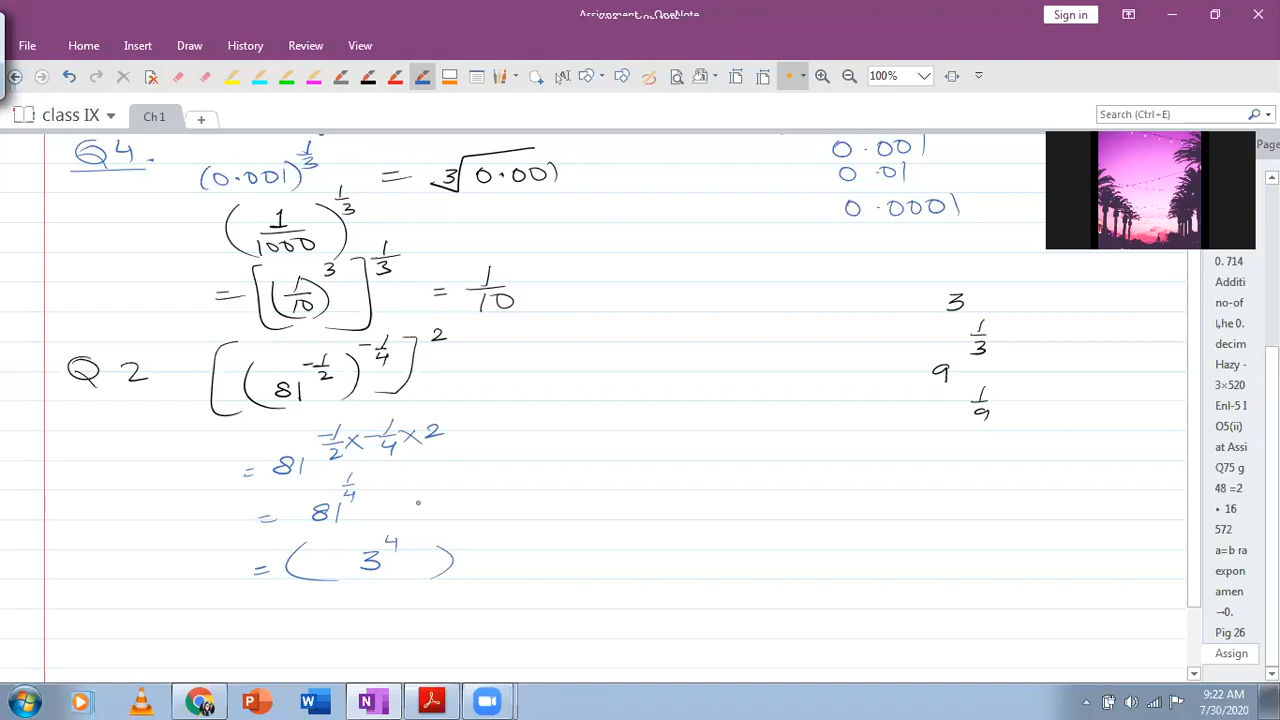 Assignment - OneNote
Sign in
File Home Insert Draw History Review View
100%
class IX
Ch 1
Search (Ctrl+E)
Page
Q4.
(0.001)^{1/3} = ∛0.001
(1/1000)^{1/3}
= [(1/10)^3]^{1/3} = 1/10
Q 2 [(81^{-1/2})^{-1/4}]^2
= 81^{-1/2 × -1/4 × 2}
= 81^{1/4}
= ( 3^4 )
0.001
0.01
0.0001
3
1/3
9
1/9
0. 714
Additi
no-of
decim
Hazy -
3×520
Enl-5 I
O5(ii)
at Assi
Q75 g
48 =2
• 16
572
a=b ra
expon
amen
→0.
Pig 26
Assign
9:22 AM
7/30/2020